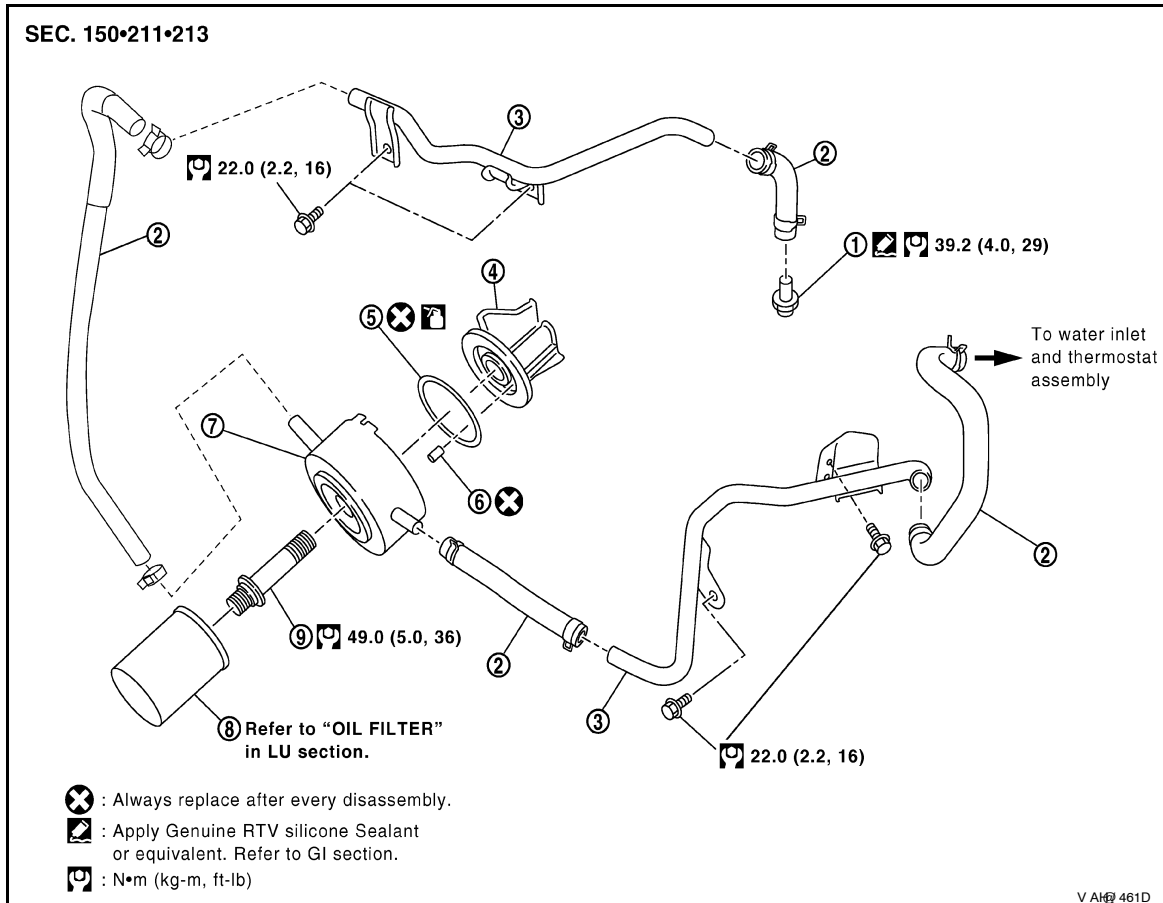 SEC. 150•211•213
③
②
22.0 (2.2, 16)
②
① 39.2 (4.0, 29)
④
⑤
To water inlet
and thermostat
assembly
⑦
⑥
②
⑨ 49.0 (5.0, 36)
②
③
⑧ Refer to “OIL FILTER”
in LU section.
22.0 (2.2, 16)
: Always replace after every disassembly.
: Apply Genuine RTV silicone Sealant
or equivalent. Refer to GI section.
: N•m (kg-m, ft-lb)
461D